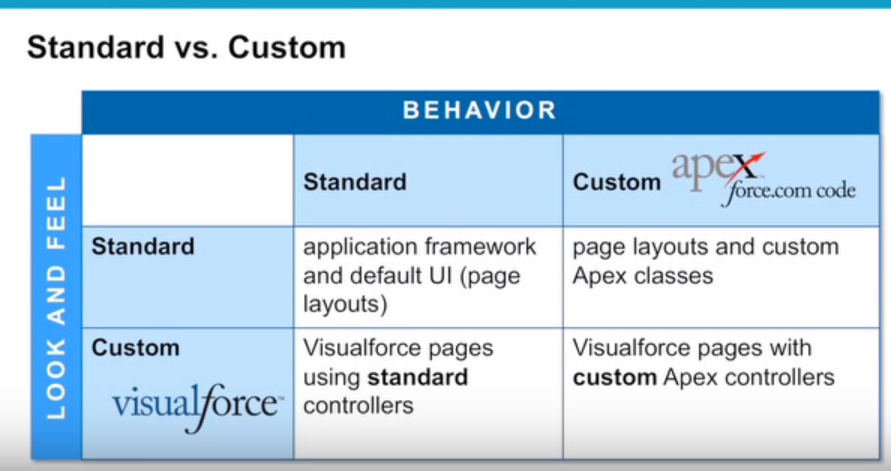 Standard vs. Custom
BEHAVIOR
LOOK AND FEEL
Standard
Custom
apex
force.com code
Standard
application framework
and default UI (page
layouts)
page layouts and custom
Apex classes
Custom
visualforce™
Visualforce pages
using standard
controllers
Visualforce pages with
custom Apex controllers